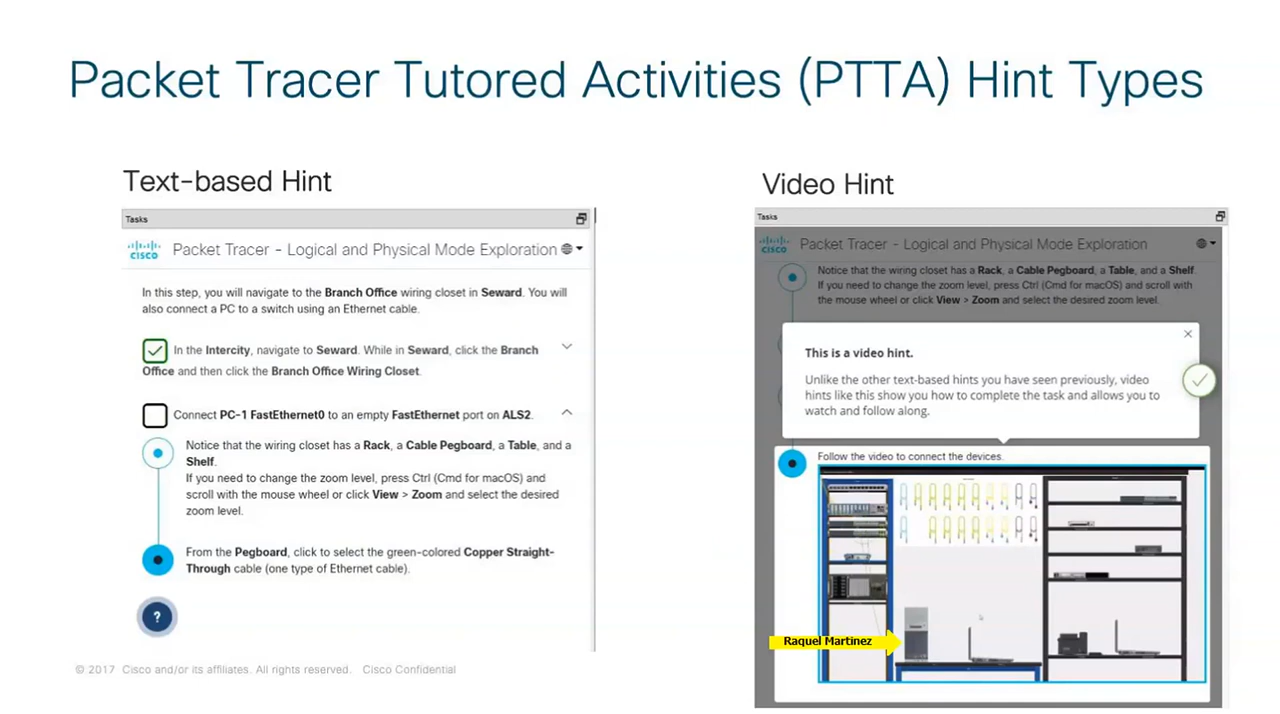 Packet Tracer Tutored Activities (PTTA) Hint Types
Text-based Hint
Tasks
cisco
Packet Tracer - Logical and Physical Mode Exploration
In this step, you will navigate to the Branch Office wiring closet in Seward. You will
also connect a PC to a switch using an Ethernet cable.
In the Intercity, navigate to Seward. While in Seward, click the Branch
Office and then click the Branch Office Wiring Closet.
Connect PC-1 FastEthernet0 to an empty FastEthernet port on ALS2.
Notice that the wiring closet has a Rack, a Cable Pegboard, a Table, and a
Shelf.
If you need to change the zoom level, press Ctrl (Cmd for macOS) and
scroll with the mouse wheel or click View > Zoom and select the desired
zoom level.
From the Pegboard, click to select the green-colored Copper Straight-
Through cable (one type of Ethernet cable).
?
Video Hint
Tasks
cisco
Packet Tracer - Logical and Physical Mode Exploration
Notice that the wiring closet has a Rack, a Cable Pegboard, a Table, and a Shelf.
If you need to change the zoom level, press Ctrl (Cmd for macOS) and scroll with
the mouse wheel or click View > Zoom and select the desired zoom level.
This is a video hint.
Unlike the other text-based hints you have seen previously, video
hints like this show you how to complete the task and allows you to
watch and follow along.
Follow the video to connect the devices.
Raquel Martinez
© 2017 Cisco and/or its affiliates. All rights reserved. Cisco Confidential